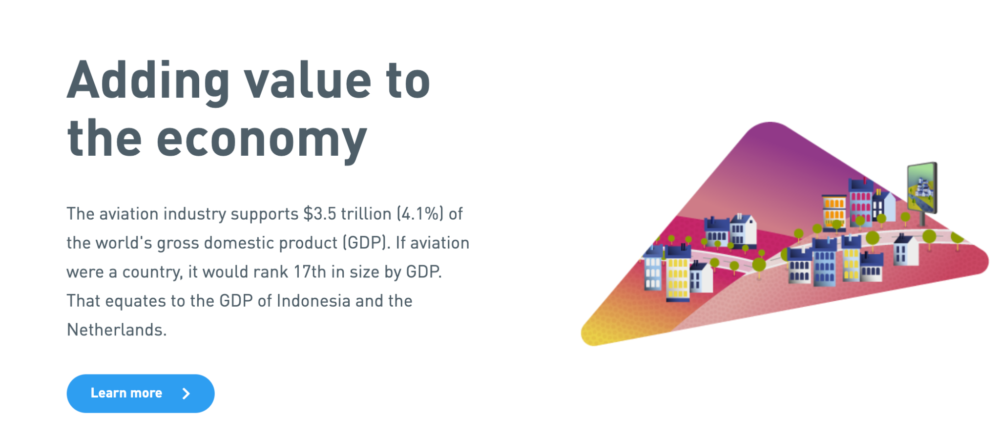 Adding value to
the economy
The aviation industry supports $3.5 trillion (4.1%) of
the world's gross domestic product (GDP). If aviation
were a country, it would rank 17th in size by GDP.
That equates to the GDP of Indonesia and the
Netherlands.
Learn more